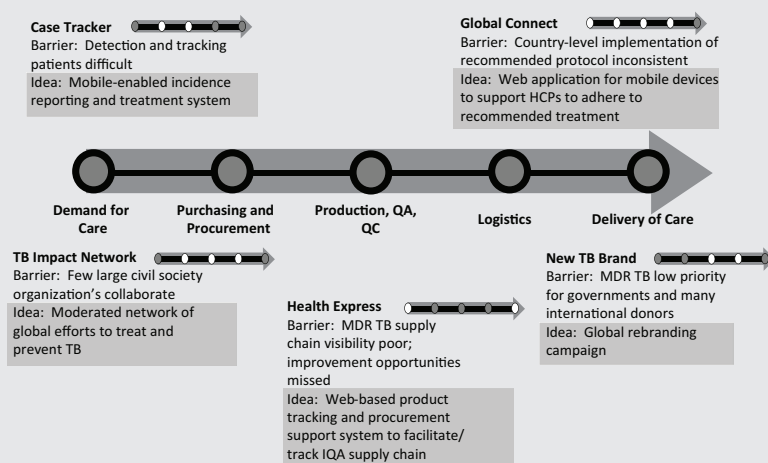 Case Tracker
Barrier: Detection and tracking
patients difficult
Idea: Mobile-enabled incidence
reporting and treatment system
Global Connect
Barrier: Country-level implementation of
recommended protocol inconsistent
Idea: Web application for mobile devices
to support HCPs to adhere to
recommended treatment
Demand for
Care
Purchasing and
Procurement
Production, QA,
QC
Logistics
Delivery of Care
TB Impact Network
Barrier: Few large civil society
organization's collaborate
Idea: Moderated network of
global efforts to treat and
prevent TB
Health Express
Barrier: MDR TB supply
chain visibility poor;
improvement opportunities
missed
Idea: Web-based product
tracking and procurement
support system to facilitate/
track IQA supply chain
New TB Brand
Barrier: MDR TB low priority
for governments and many
international donors
Idea: Global rebranding
campaign